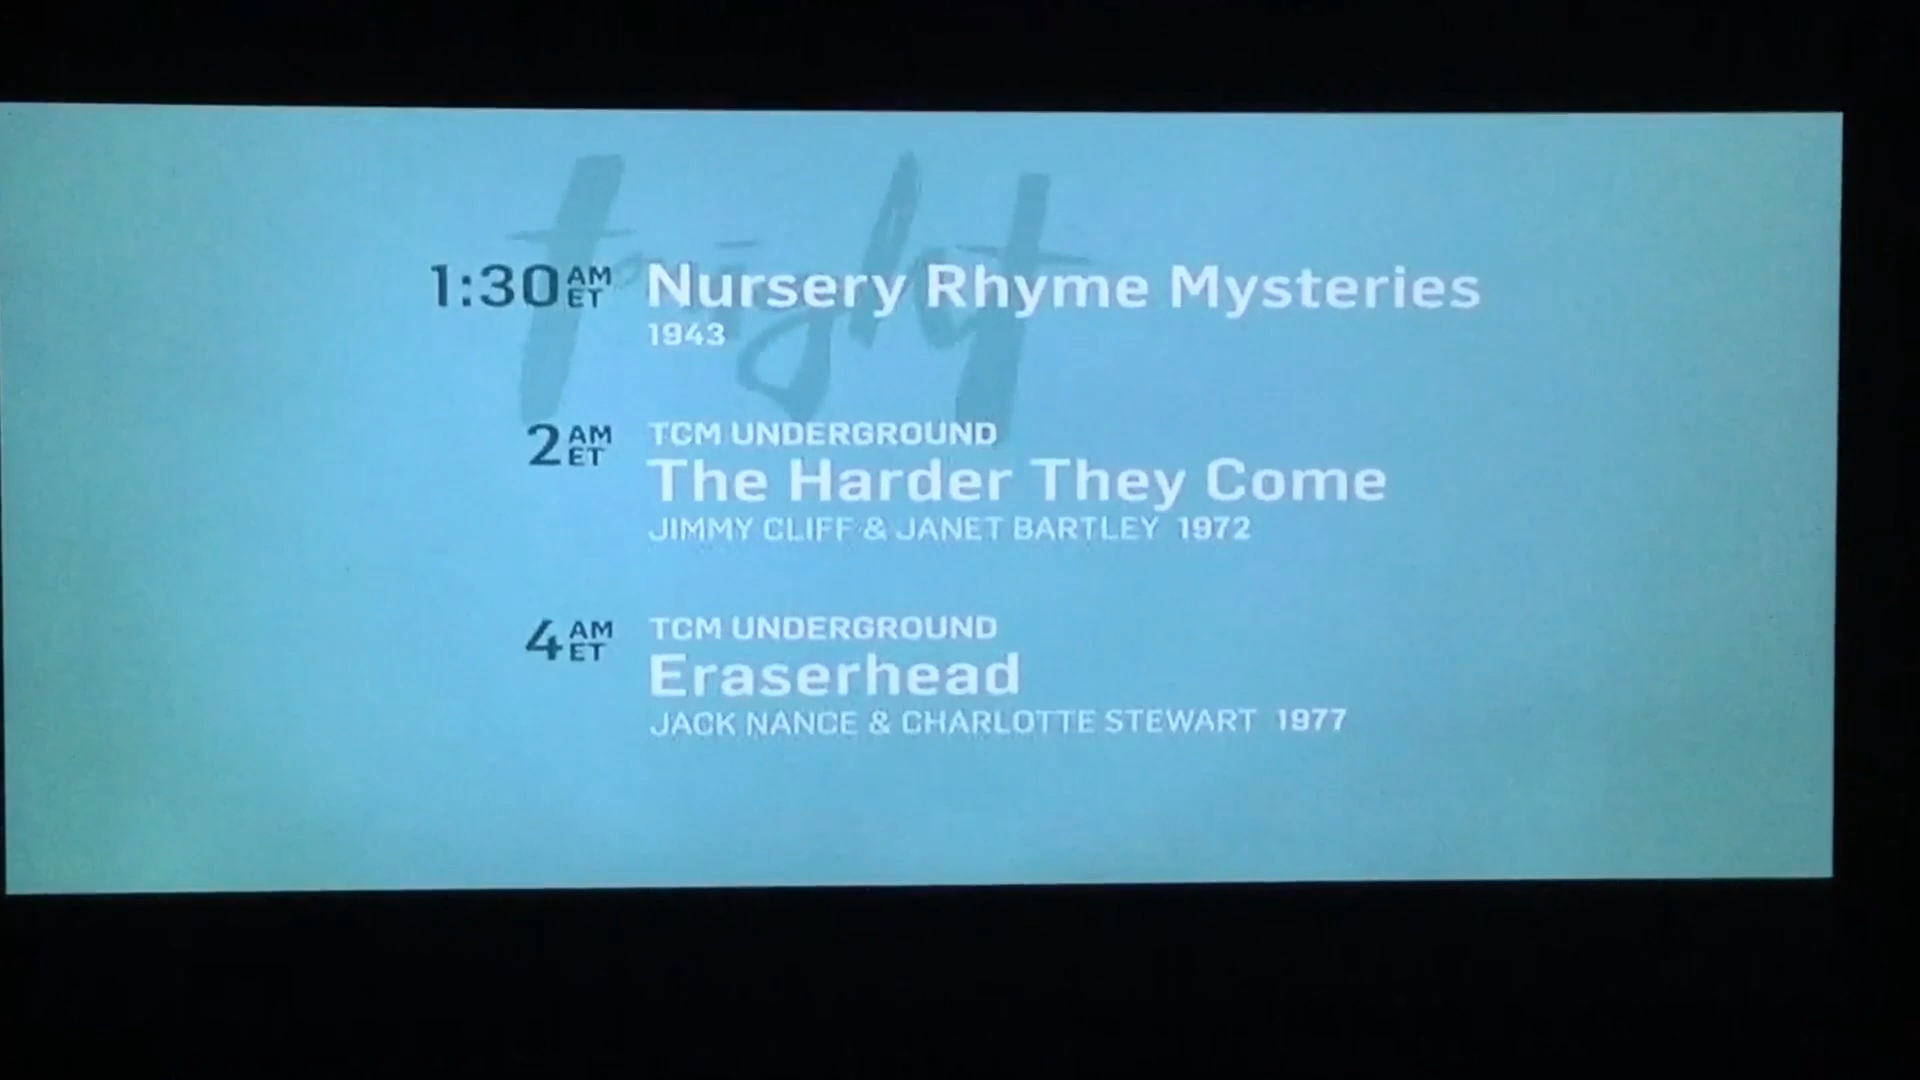 tonight
1:30 AM ET Nursery Rhyme Mysteries
1943
2 AM ET TCM UNDERGROUND
The Harder They Come
JIMMY CLIFF & JANET BARTLEY 1972
4 AM ET TCM UNDERGROUND
Eraserhead
JACK NANCE & CHARLOTTE STEWART 1977